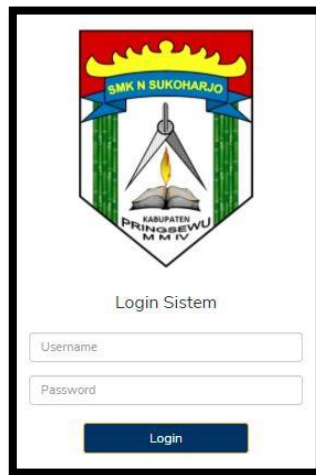 SMK N SUKOHARJO
KABUPATEN
PRINGSEWU
M M IV
Login Sistem
Username
Password
Login